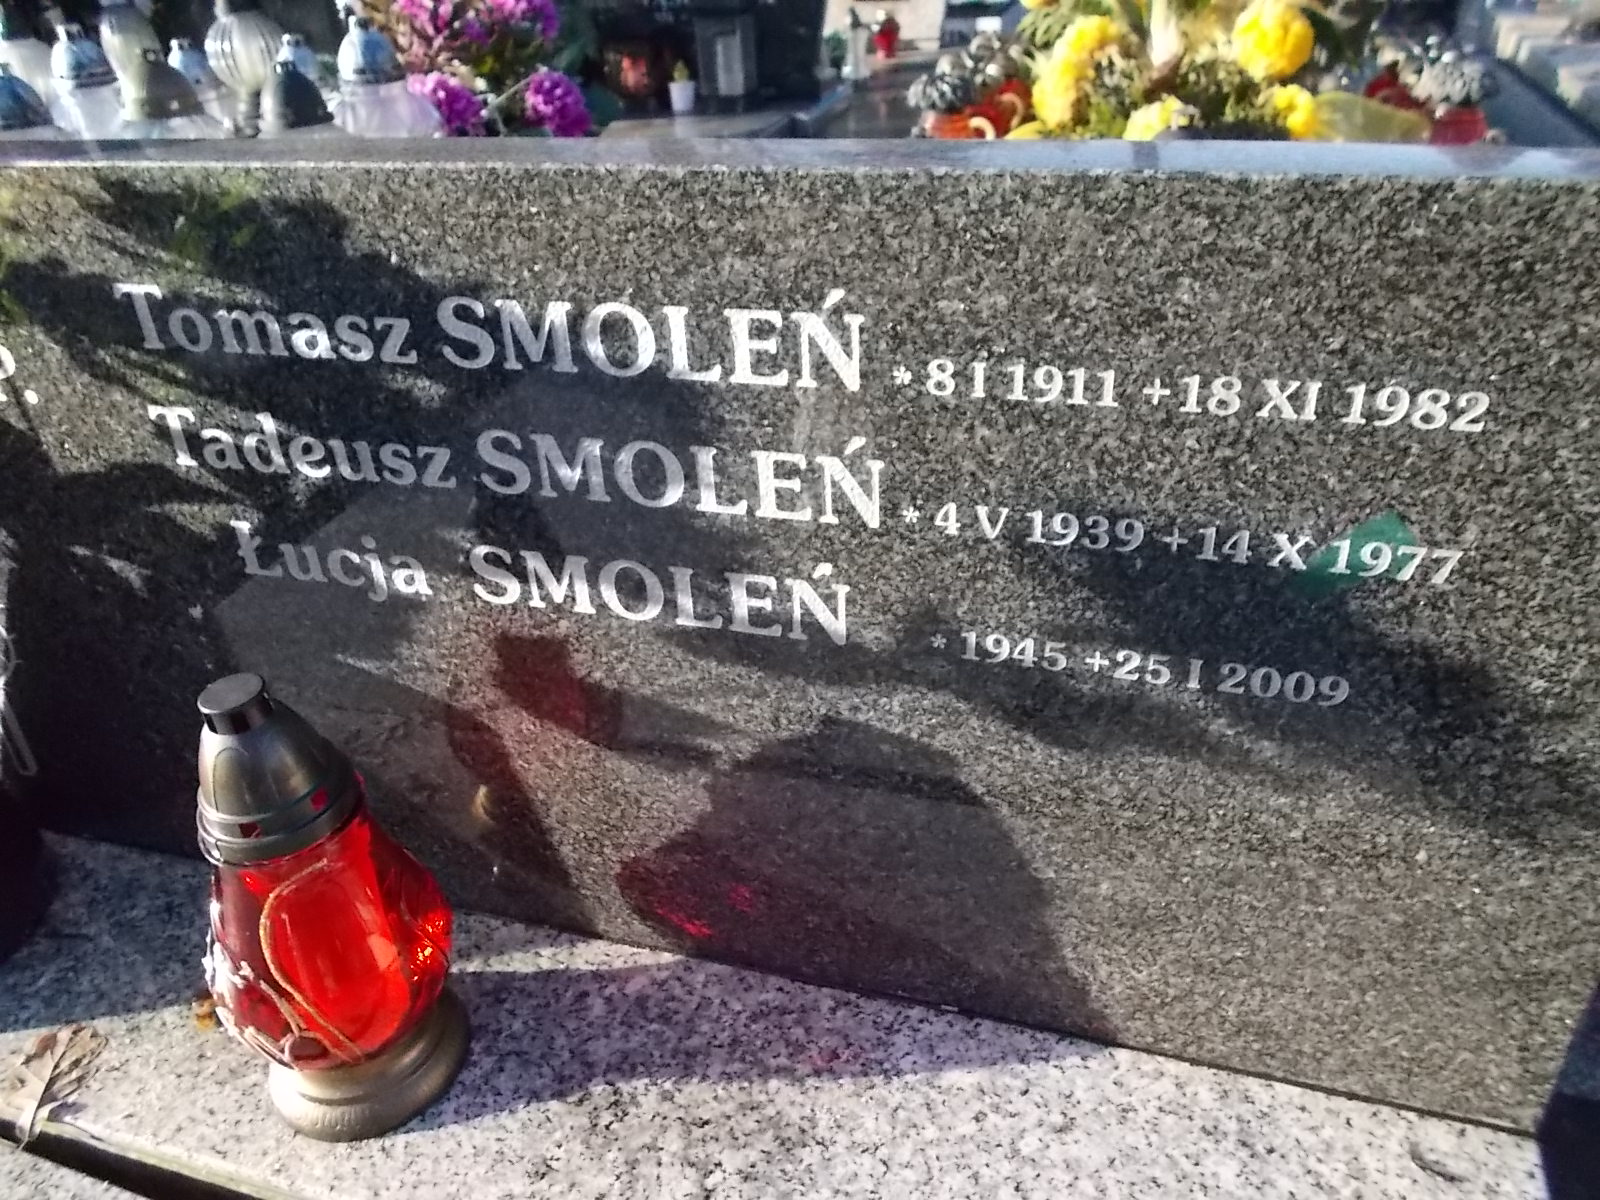 Tomasz SMOLEŃ * 8 I 1911 + 18 XI 1982
Tadeusz SMOLEŃ * 4 V 1939 + 14 X 1977
Łucja SMOLEŃ * 1945 + 25 I 2009